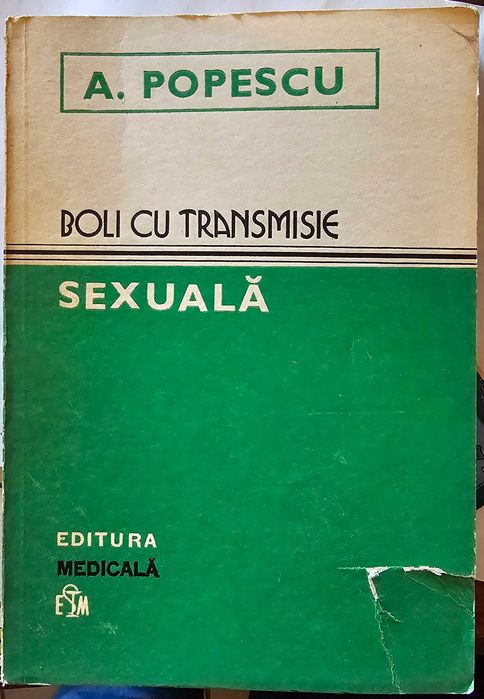 A. POPESCU
BOLI CU TRANSMISIE
SEXUALĂ
EDITURA
MEDICALĂ
EM